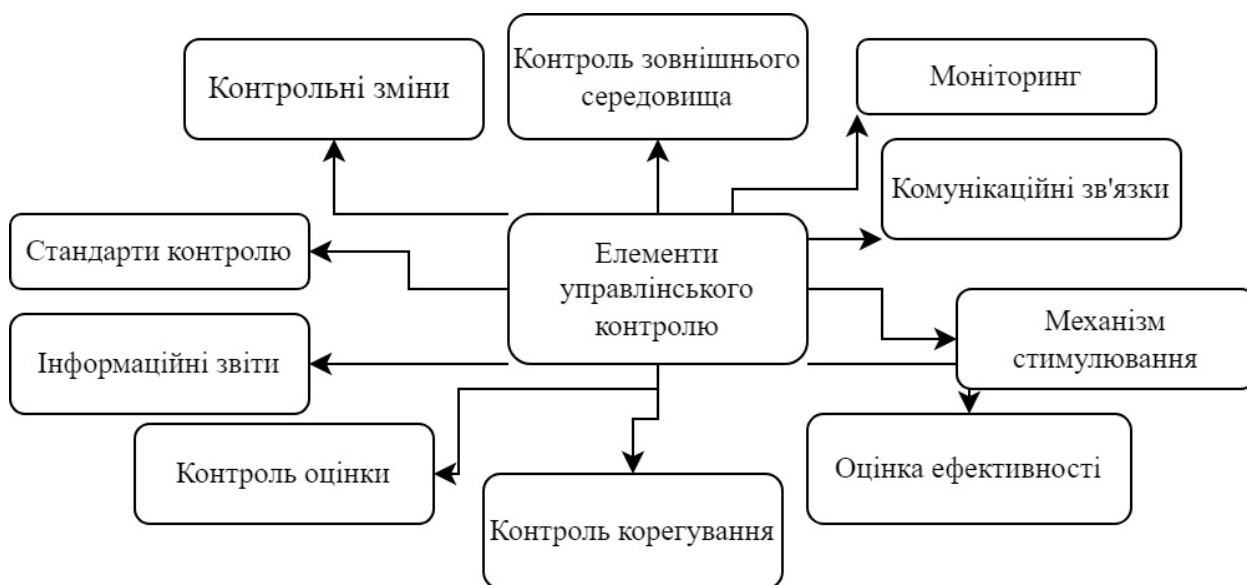 Контрольні зміни
Контроль зовнішнього
середовища
Моніторинг
Комунікаційні зв'язки
Стандарти контролю
Елементи
управлінського
контролю
Механізм
стимулювання
Інформаційні звіти
Контроль оцінки
Контроль корегування
Оцінка ефективності